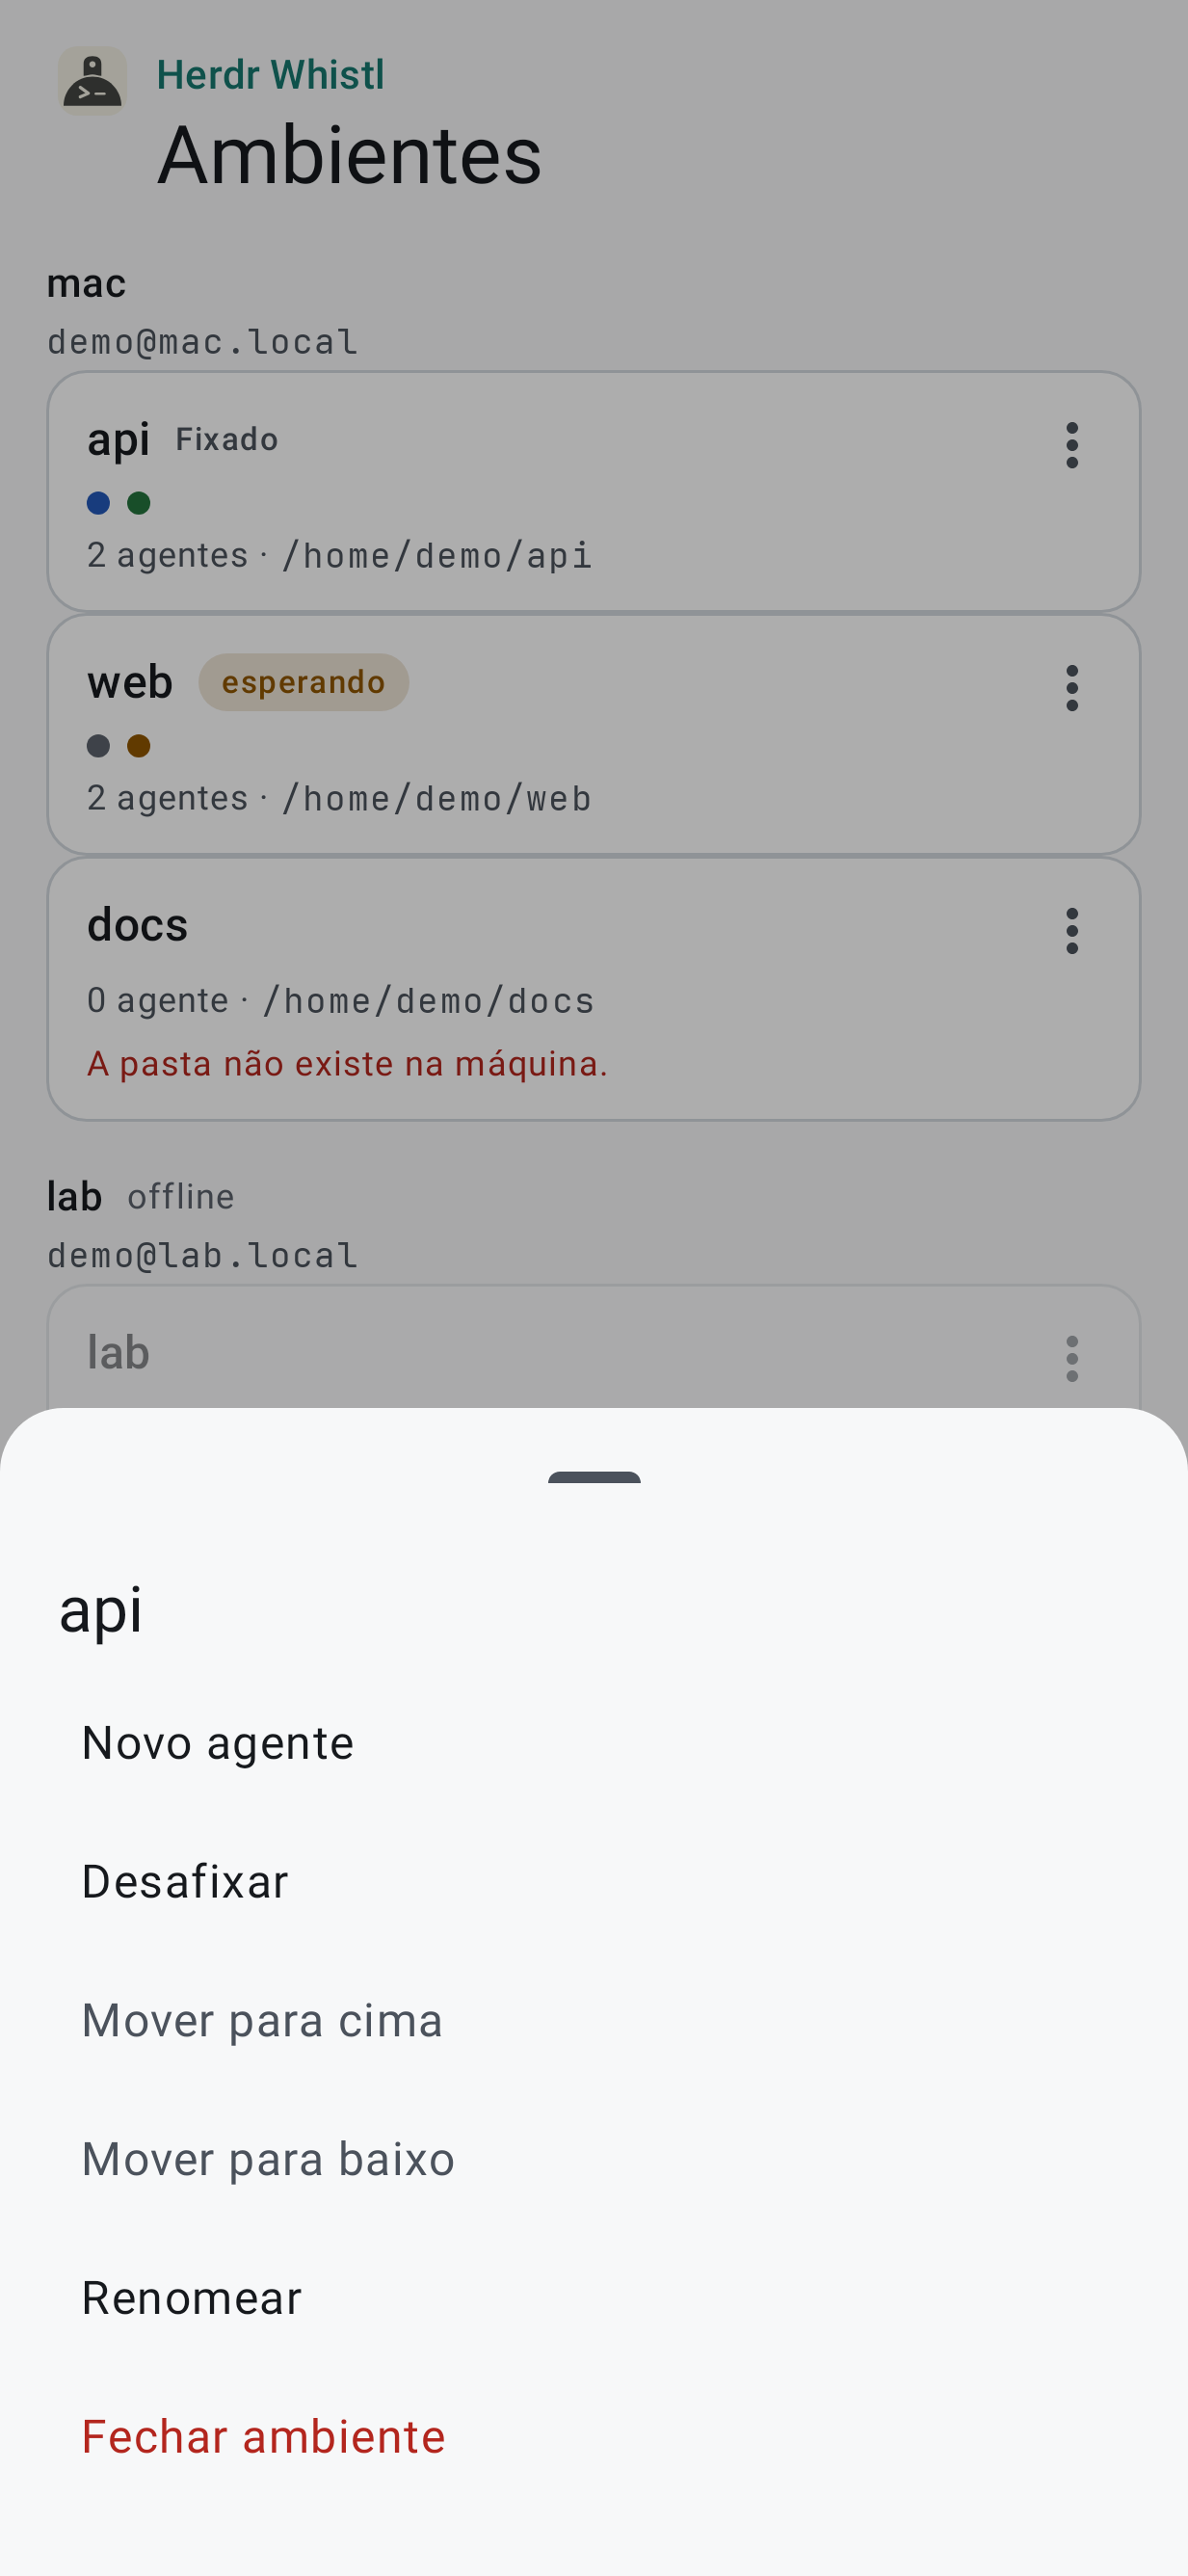 Herdr Whistl
Ambientes
mac
demo@mac.local
api Fixado
2 agentes · /home/demo/api
web esperando
2 agentes · /home/demo/web
docs
0 agente · /home/demo/docs
A pasta não existe na máquina.
lab offline
demo@lab.local
lab
api
Novo agente
Desafixar
Mover para cima
Mover para baixo
Renomear
Fechar ambiente